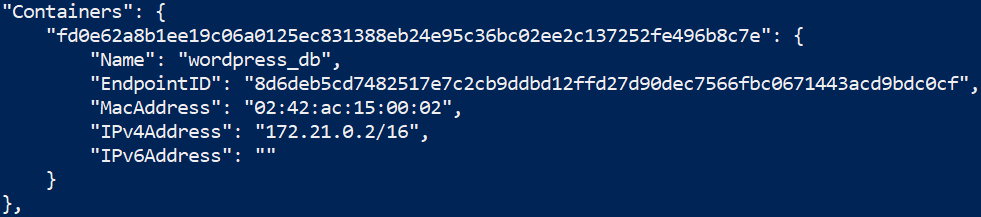 "Containers": {
"fd0e62a8b1ee19c06a0125ec831388eb24e95c36bc02ee2c137252fe496b8c7e": {
"Name": "wordpress_db",
"EndpointID": "8d6deb5cd7482517e7c2cb9ddbd12ffd27d90dec7566fbc0671443acd9bdc0cf",
"MacAddress": "02:42:ac:15:00:02",
"IPv4Address": "172.21.0.2/16",
"IPv6Address": ""
}
},